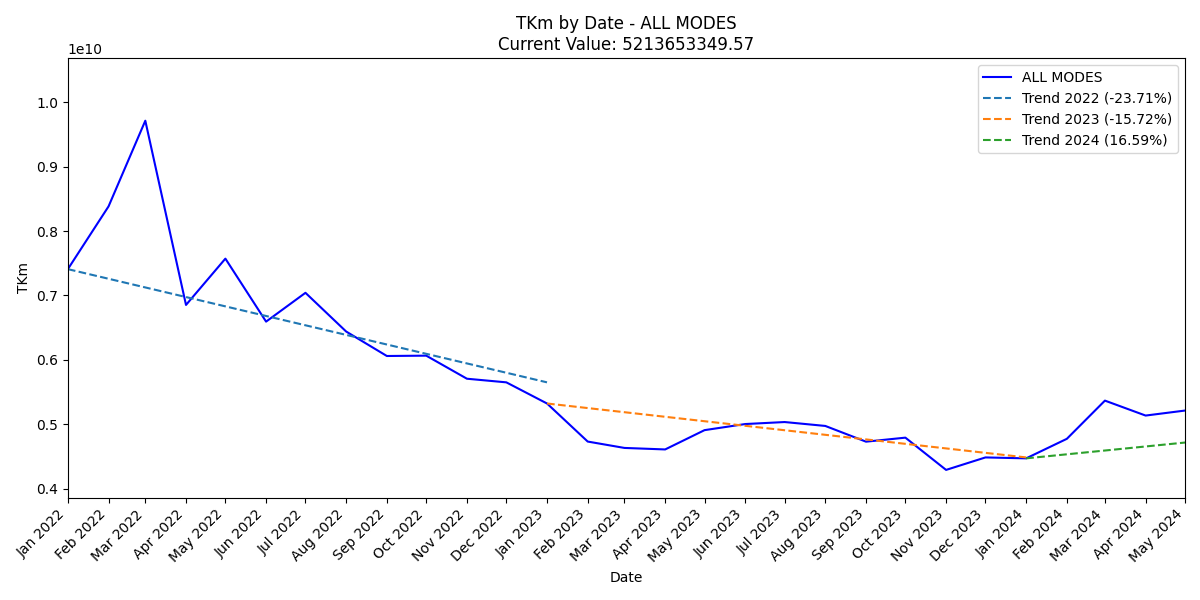 TKm by Date - ALL MODES
Current Value: 5213653349.57
1e10
ALL MODES
Trend 2022 (-23.71%)
Trend 2023 (-15.72%)
Trend 2024 (16.59%)
1.0
0.9
0.8
0.7
0.6
0.5
0.4
TKm
Jan 2022
Feb 2022
Mar 2022
Apr 2022
May 2022
Jun 2022
Jul 2022
Aug 2022
Sep 2022
Oct 2022
Nov 2022
Dec 2022
Jan 2023
Feb 2023
Mar 2023
Apr 2023
May 2023
Jun 2023
Jul 2023
Aug 2023
Sep 2023
Oct 2023
Nov 2023
Dec 2023
Jan 2024
Feb 2024
Mar 2024
Apr 2024
May 2024
Date